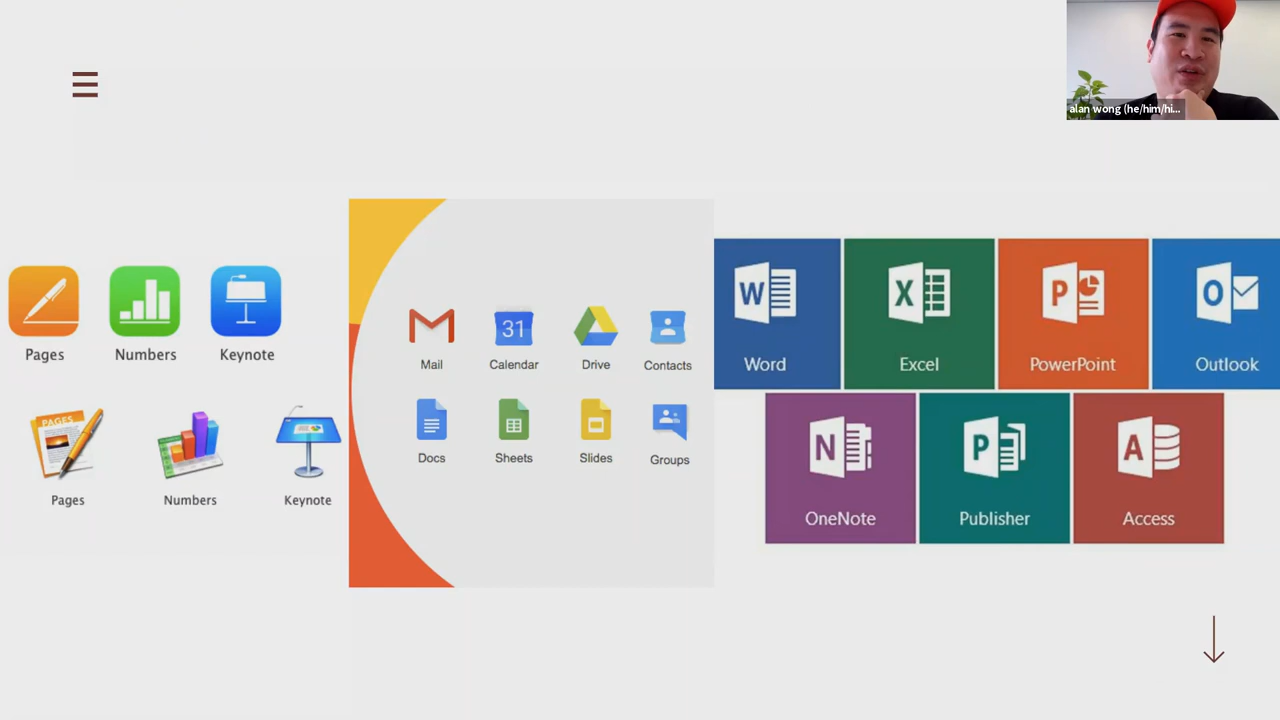 alan wong (he/him/hi...
Pages Numbers Keynote
PAGES
Pages Numbers Keynote
31
Mail Calendar Drive Contacts
Docs Sheets Slides Groups
W X P O
Word Excel PowerPoint Outlook
N P A
OneNote Publisher Access